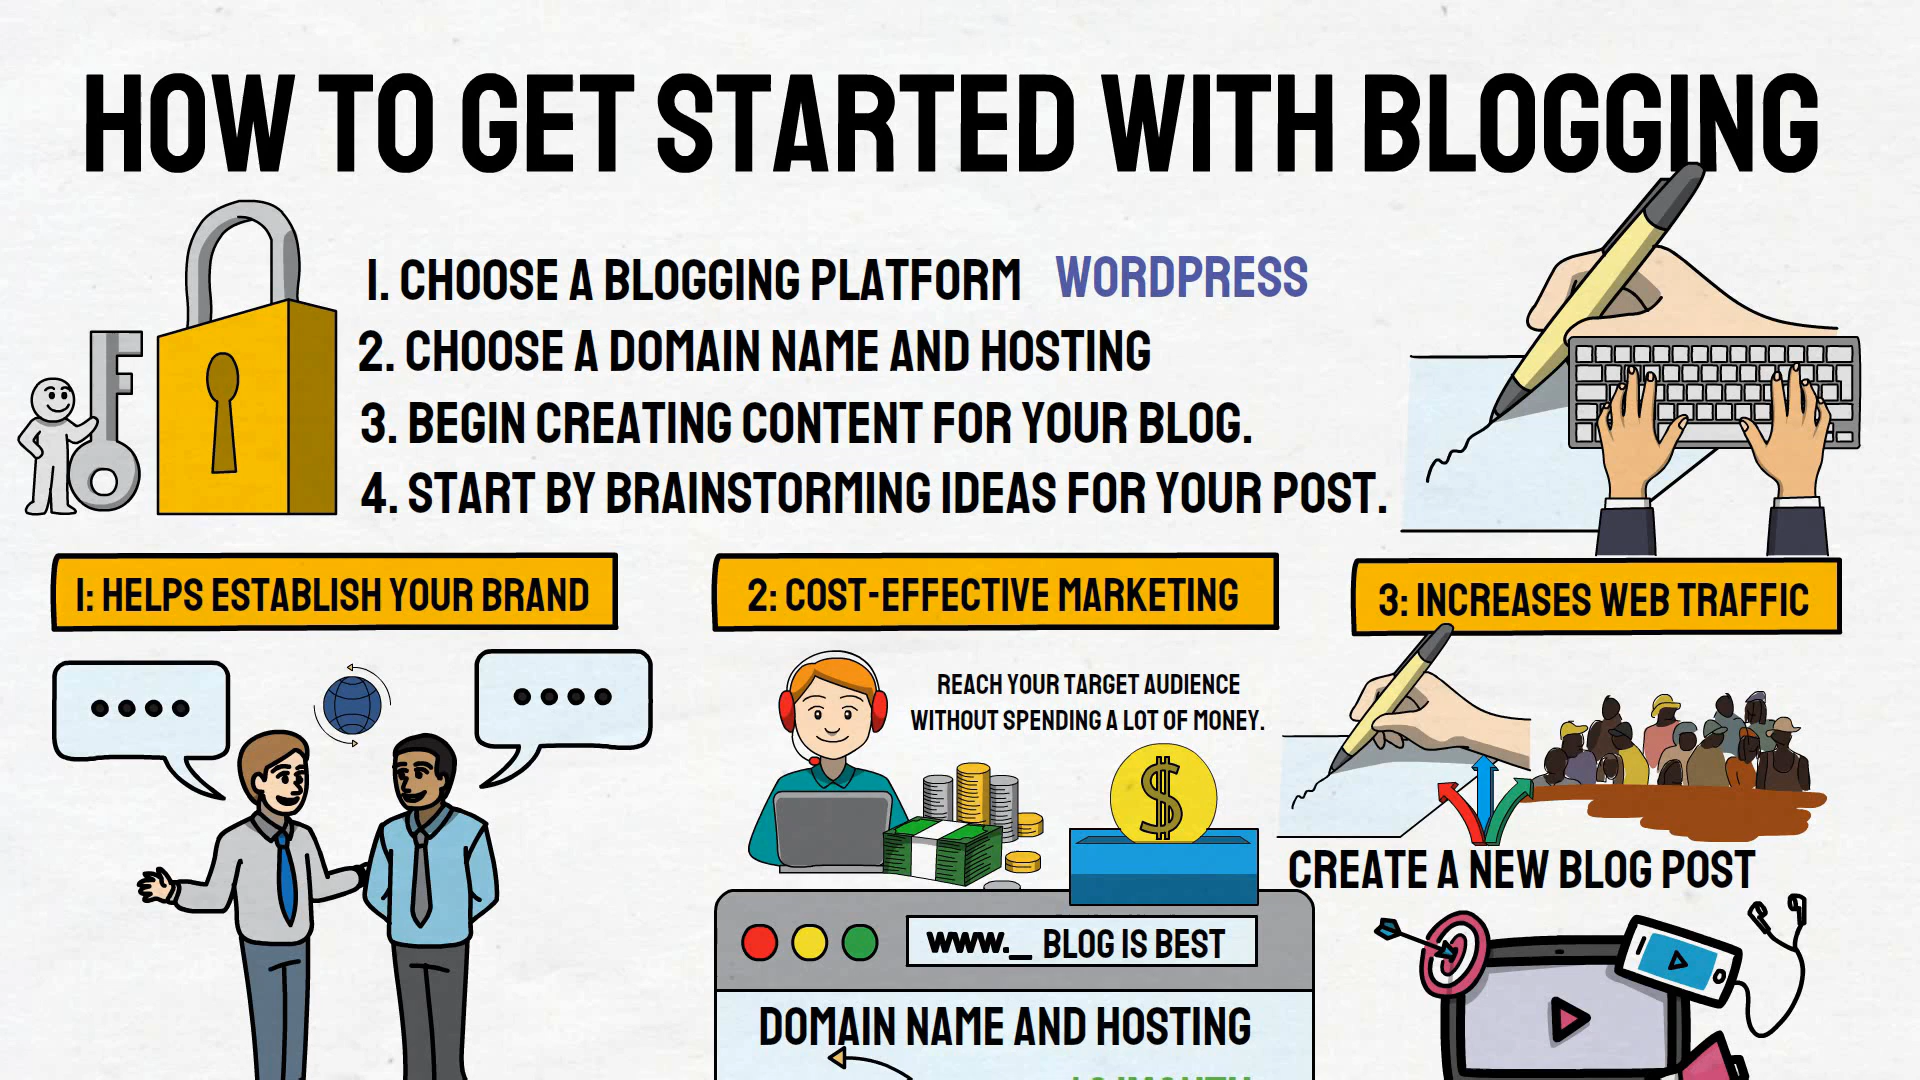 HOW TO GET STARTED WITH BLOGGING
1. CHOOSE A BLOGGING PLATFORM WORDPRESS
2. CHOOSE A DOMAIN NAME AND HOSTING
3. BEGIN CREATING CONTENT FOR YOUR BLOG.
4. START BY BRAINSTORMING IDEAS FOR YOUR POST.
1: HELPS ESTABLISH YOUR BRAND
2: COST-EFFECTIVE MARKETING
REACH YOUR TARGET AUDIENCE
WITHOUT SPENDING A LOT OF MONEY.
WWW._ BLOG IS BEST
DOMAIN NAME AND HOSTING
3: INCREASES WEB TRAFFIC
CREATE A NEW BLOG POST